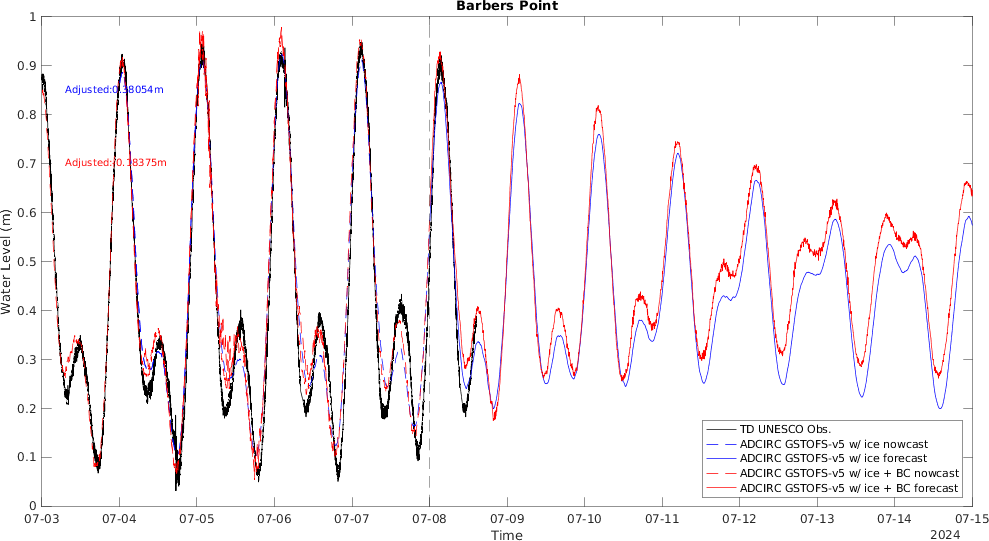 Barbers Point
1
0.9
0.8
0.7
0.6
0.5
0.4
0.3
0.2
0.1
0
Water Level (m)
Adjusted:0.38054m
Adjusted:0.38375m
TD UNESCO Obs.
ADCIRC GSTOFS-v5 w/ ice nowcast
ADCIRC GSTOFS-v5 w/ ice forecast
ADCIRC GSTOFS-v5 w/ ice + BC nowcast
ADCIRC GSTOFS-v5 w/ ice + BC forecast
07-03 07-04 07-05 07-06 07-07 07-08 07-09 07-10 07-11 07-12 07-13 07-14 07-15
Time
2024